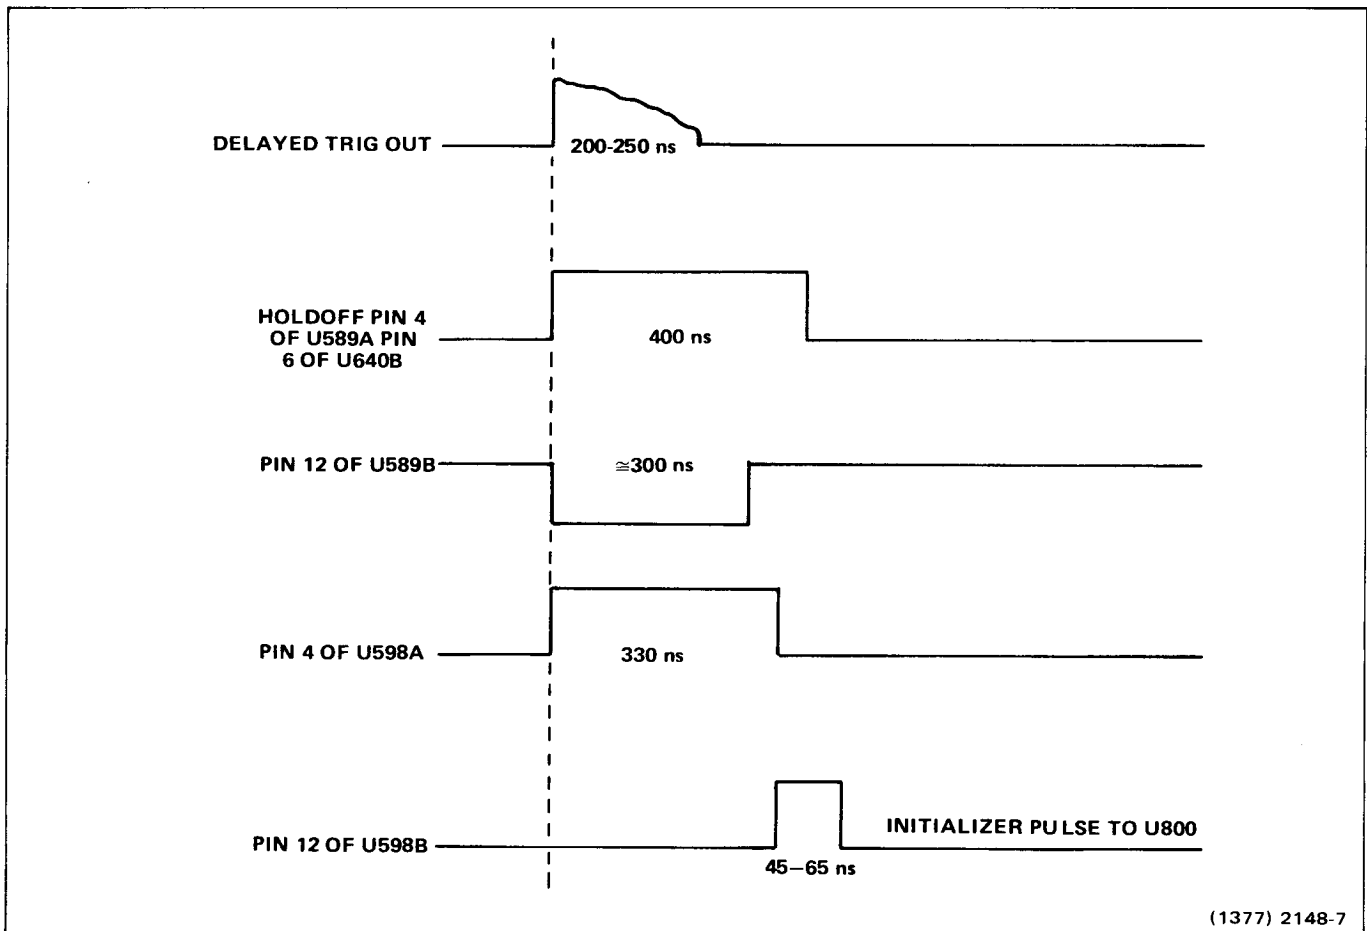 DELAYED TRIG OUT
200-250 ns
HOLDOFF PIN 4
OF U589A PIN
6 OF U640B
400 ns
PIN 12 OF U589B
≅300 ns
PIN 4 OF U598A
330 ns
PIN 12 OF U598B
INITIALIZER PULSE TO U800
45–65 ns
(1377) 2148-7